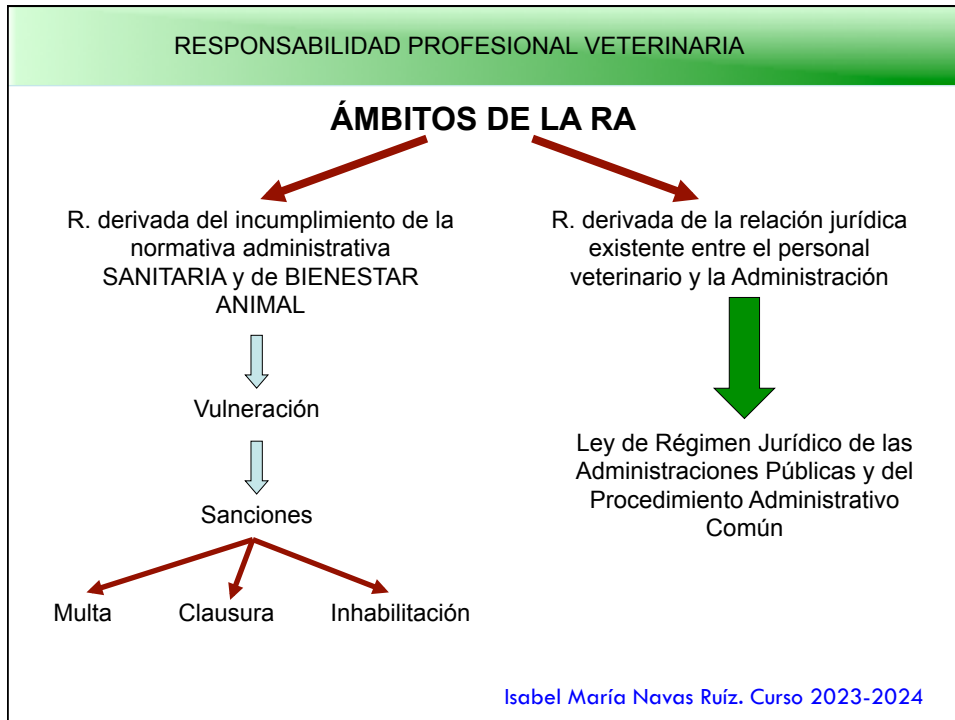 RESPONSABILIDAD PROFESIONAL VETERINARIA
ÁMBITOS DE LA RA
R. derivada del incumplimiento de la
normativa administrativa
SANITARIA y de BIENESTAR
ANIMAL
Vulneración
Sanciones
Multa
Clausura
Inhabilitación
R. derivada de la relación jurídica
existente entre el personal
veterinario y la Administración
Ley de Régimen Jurídico de las
Administraciones Públicas y del
Procedimiento Administrativo
Común
Isabel María Navas Ruíz. Curso 2023-2024